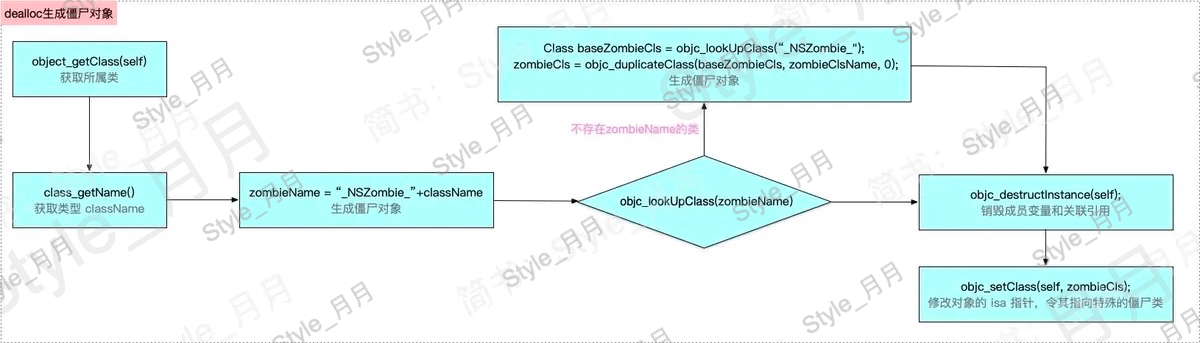 dealloc生成僵尸对象
object_getClass(self)
获取所属类
class_getName()
获取类型 className
zombieName = “_NSZombie_”+className
生成僵尸对象
objc_lookUpClass(zombieName)
不存在zombieName的类
Class baseZombieCls = objc_lookUpClass(“_NSZombie_");
zombieCls = objc_duplicateClass(baseZombieCls, zombieClsName, 0);
生成僵尸对象
objc_destructInstance(self);
销毁成员变量和关联引用
objc_setClass(self, zombieCls);
修改对象的 isa 指针，令其指向特殊的僵尸类
简书：Style_月月
Style_月月